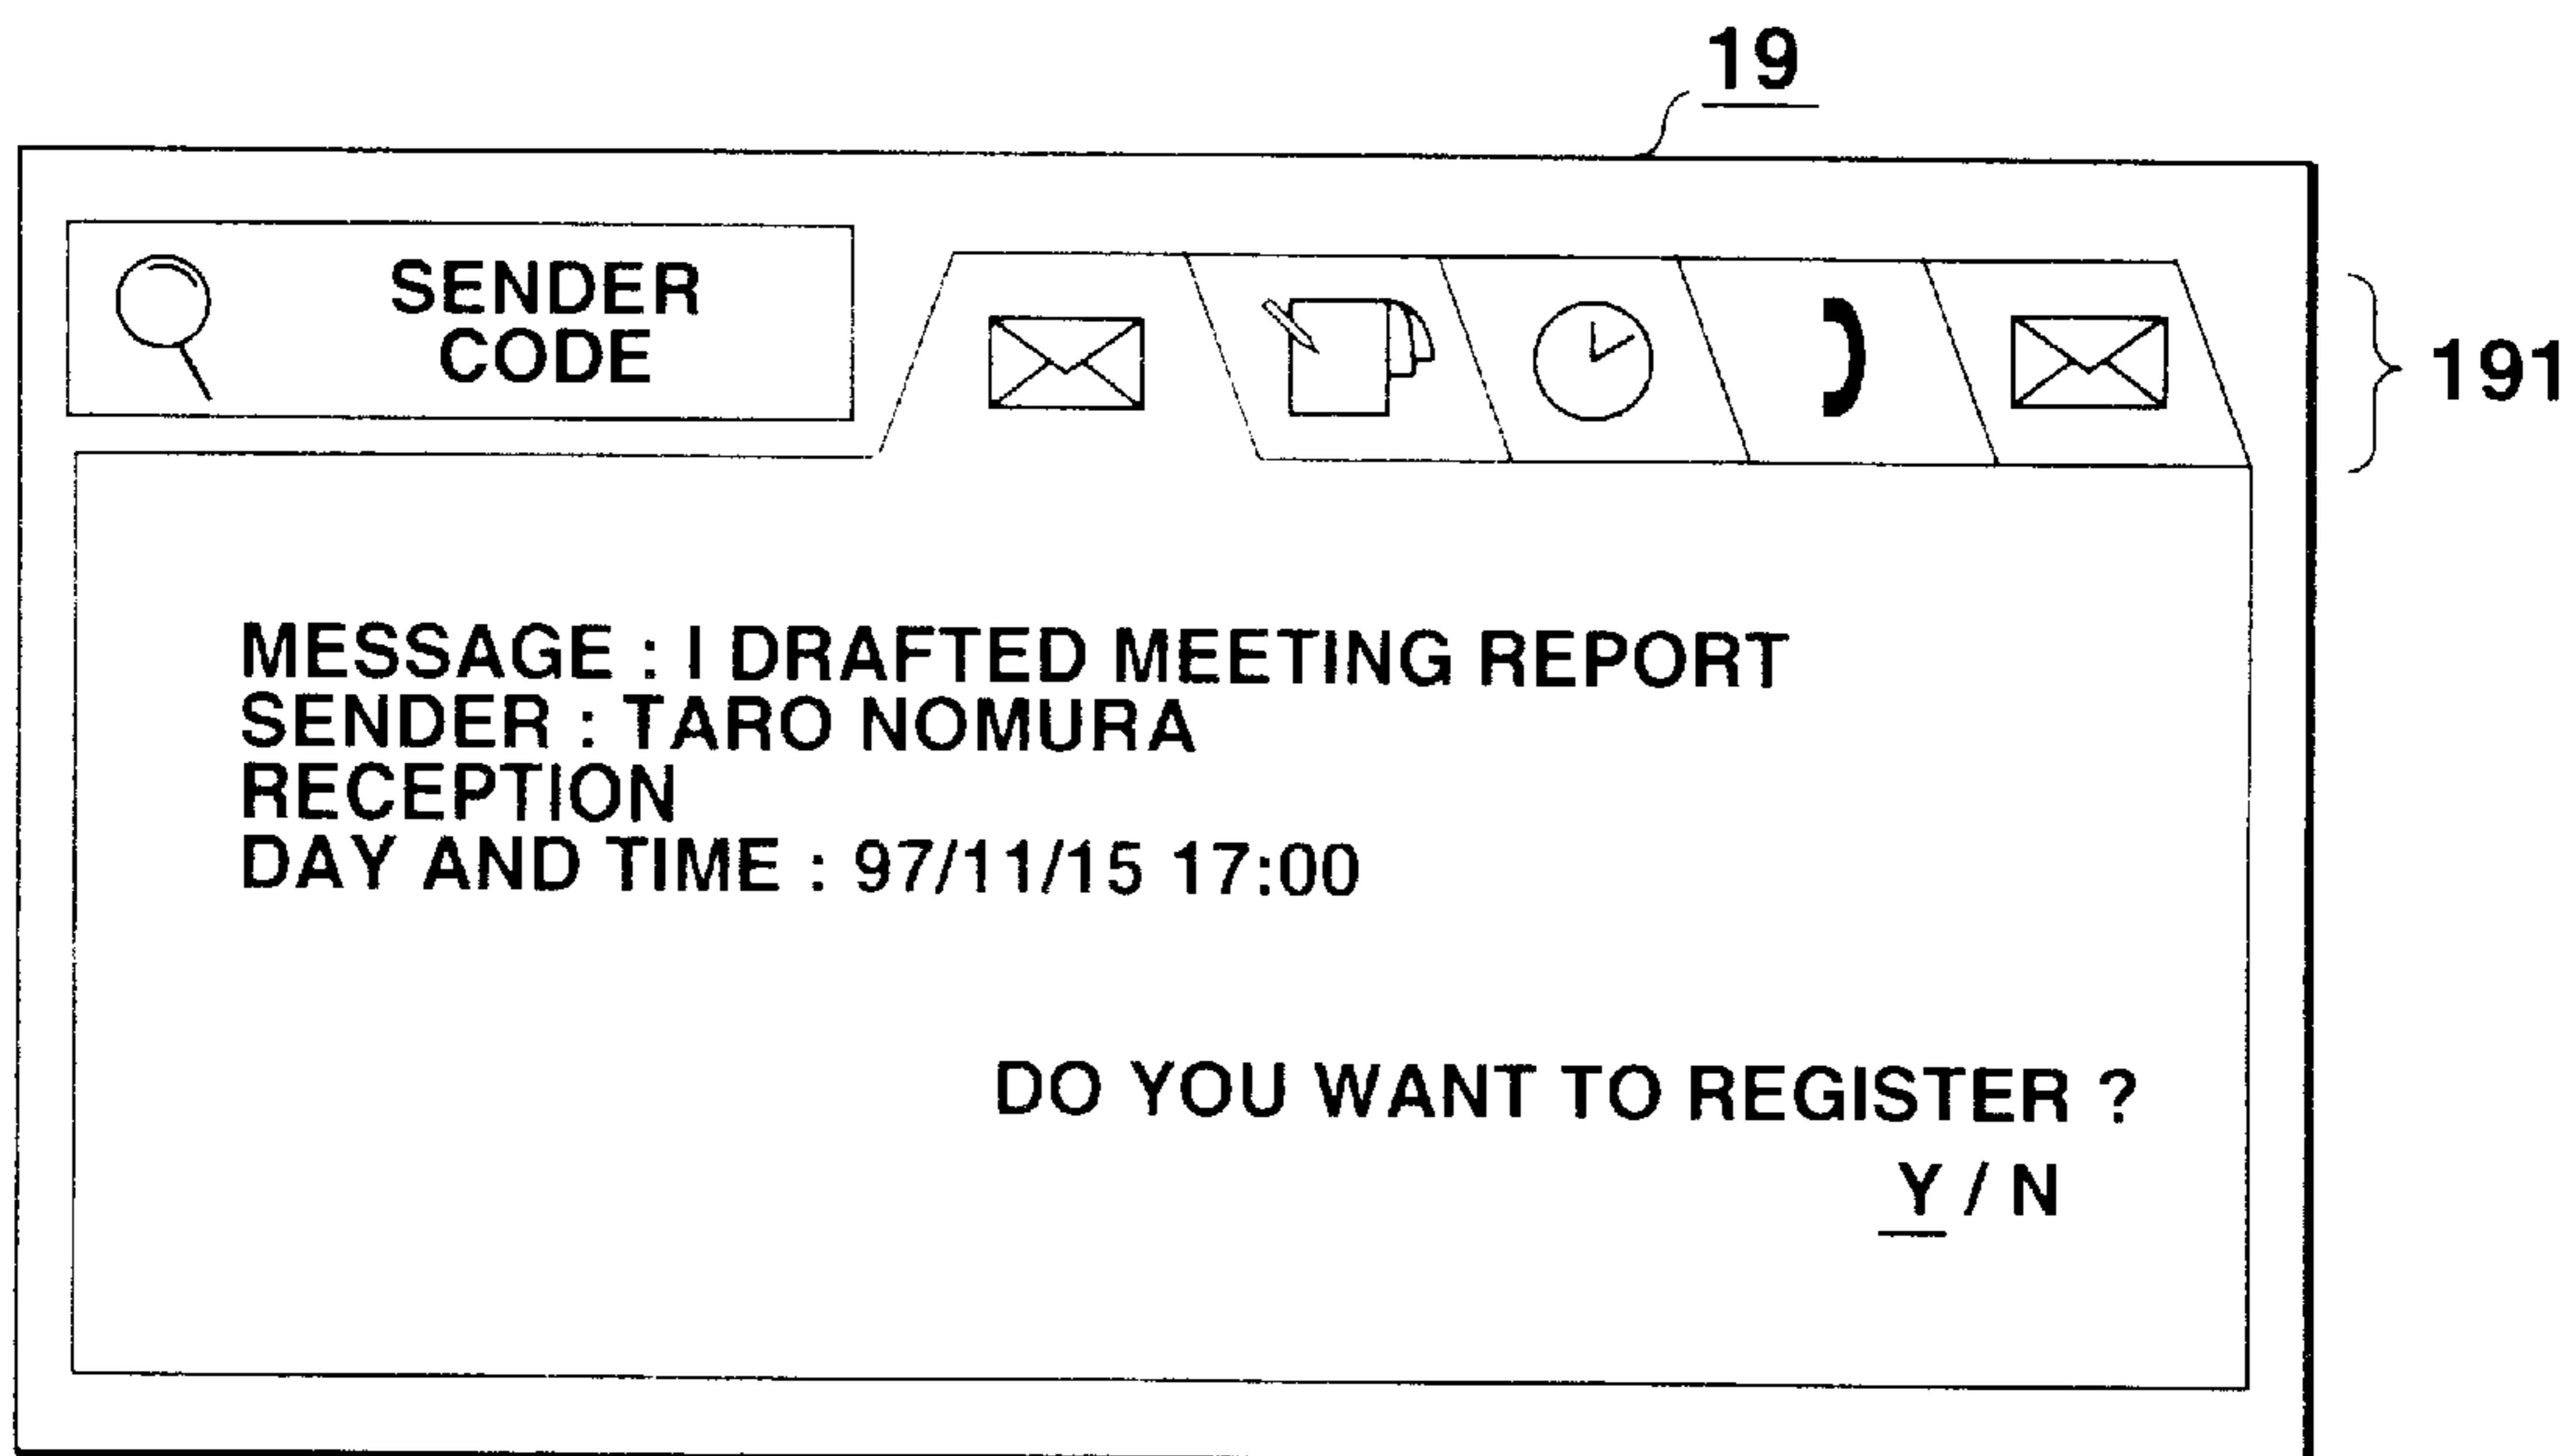 19
SENDER
CODE
191
MESSAGE : I DRAFTED MEETING REPORT
SENDER : TARO NOMURA
RECEPTION
DAY AND TIME : 97/11/15 17:00
DO YOU WANT TO REGISTER ?
Y / N